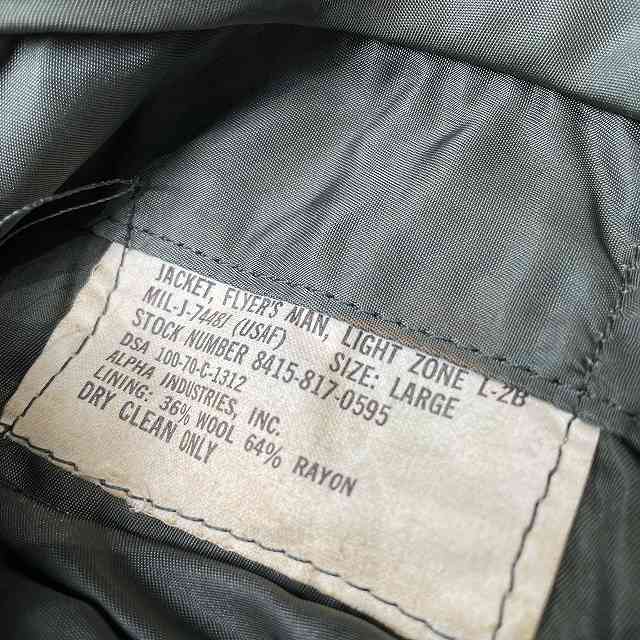 JACKET, FLYER'S MAN, LIGHT ZONE L-2B
MIL-J-7448 (USAF) SIZE: LARGE
STOCK NUMBER 8415-817-0595
DSA 100-70-C-1312
ALPHA INDUSTRIES, INC.
LINING: 36% WOOL 64% RAYON
DRY CLEAN ONLY